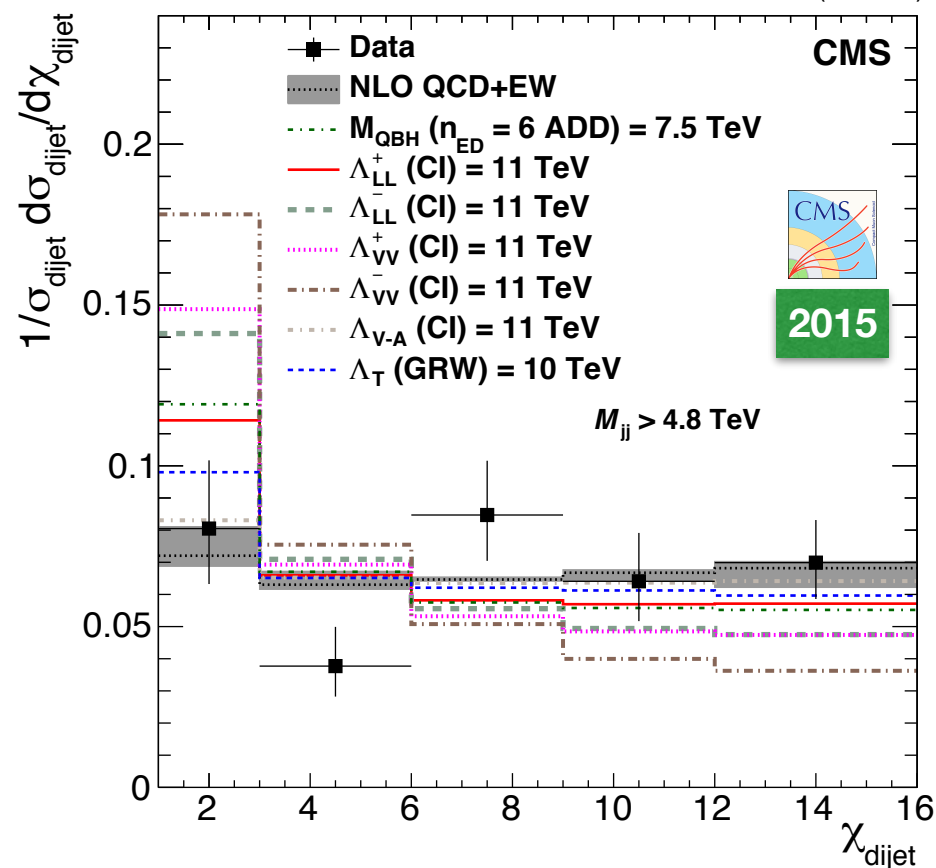 CMS
Data
NLO QCD+EW
M_QBH (n_ED = 6 ADD) = 7.5 TeV
Λ⁺_LL (CI) = 11 TeV
Λ⁻_LL (CI) = 11 TeV
Λ⁺_VV (CI) = 11 TeV
Λ⁻_VV (CI) = 11 TeV
Λ_V-A (CI) = 11 TeV
Λ_T (GRW) = 10 TeV
CMS
2015
M_jj > 4.8 TeV
1/σ_dijet dσ_dijet/dχ_dijet
0.2
0.15
0.1
0.05
0
2 4 6 8 10 12 14 16
χ_dijet